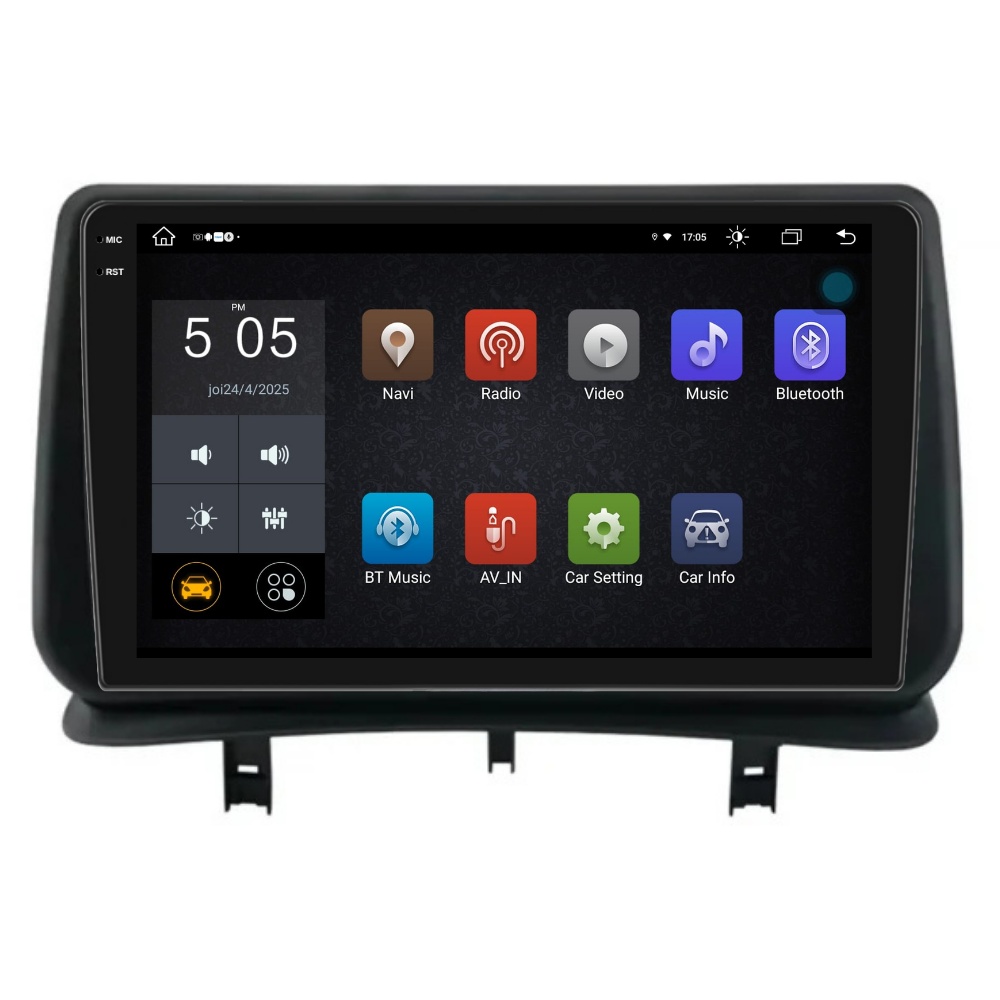 MIC
17:05
RST
PM
5 05
joi24/4/2025
Navi
Radio
Video
Music
Bluetooth
BT Music
AV_IN
Car Setting
Car Info